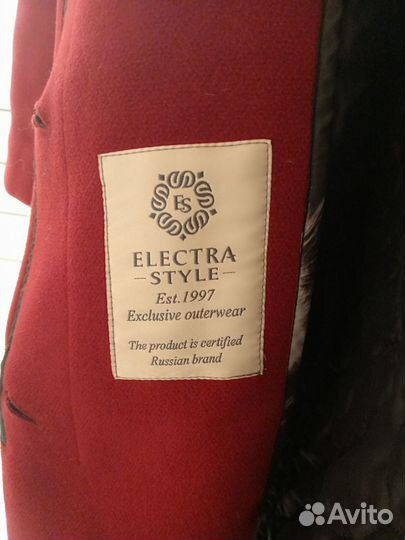 ES
ELECTRA
STYLE
Est. 1997
Exclusive outerwear
The product is certified
Russian brand
Avito